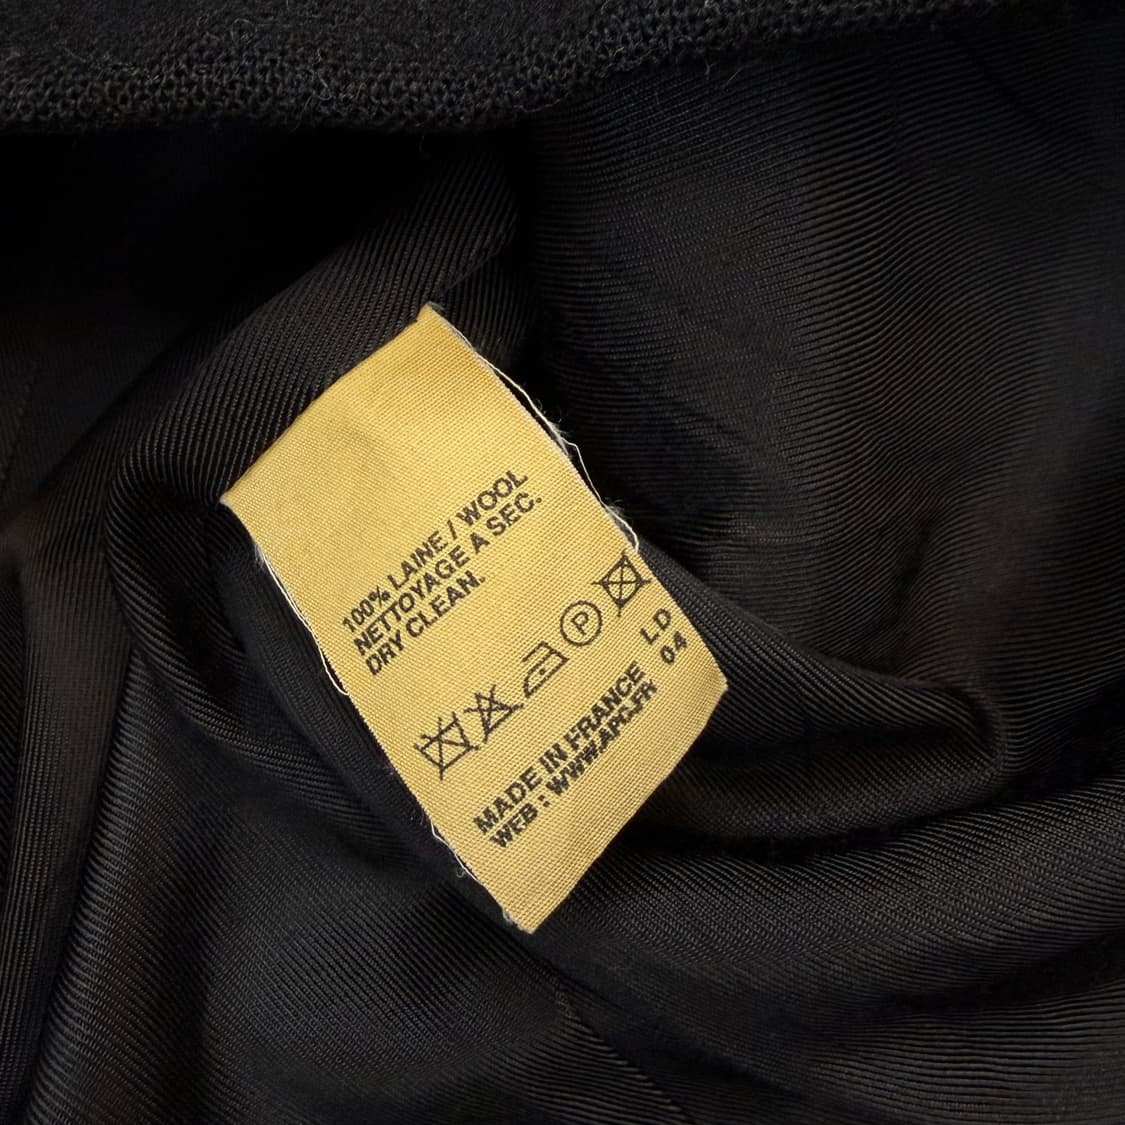 100% LAINE / WOOL
NETTOYAGE A SEC.
DRY CLEAN.
P
LD
04
MADE IN FRANCE
WEB : WWW.APC.FR